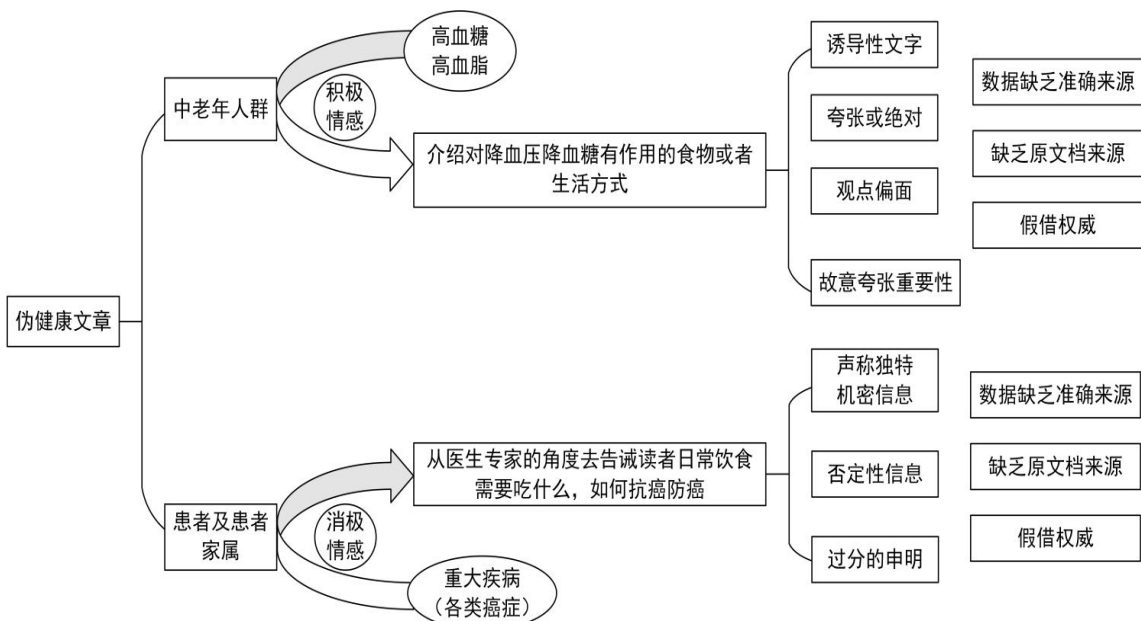 伪健康文章
中老年人群
高血糖
高血脂
积极
情感
介绍对降血压降血糖有作用的食物或者
生活方式
诱导性文字
夸张或绝对
观点偏面
故意夸张重要性
数据缺乏准确来源
缺乏原文档来源
假借权威
患者及患者
家属
消极
情感
重大疾病
（各类癌症）
从医生专家的角度去告诫读者日常饮食
需要吃什么，如何抗癌防癌
声称独特
机密信息
否定性信息
过分的申明
数据缺乏准确来源
缺乏原文档来源
假借权威